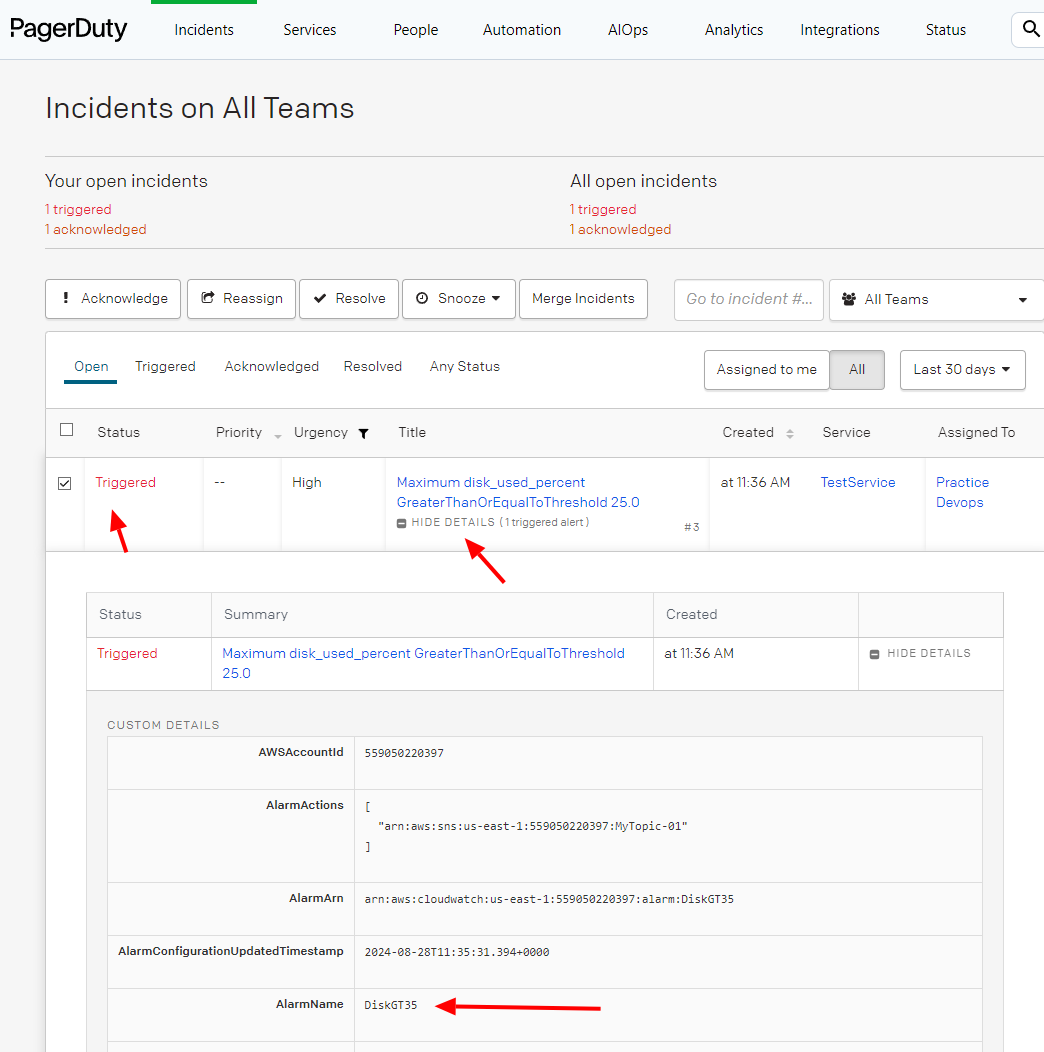 PagerDuty
Incidents Services People Automation AIOps Analytics Integrations Status
Incidents on All Teams
Your open incidents All open incidents
1 triggered 1 triggered
1 acknowledged 1 acknowledged
Acknowledge Reassign Resolve Snooze Merge Incidents Go to incident #... All Teams
Open Triggered Acknowledged Resolved Any Status Assigned to me All Last 30 days
Status Priority Urgency Title Created Service Assigned To
Triggered -- High Maximum disk_used_percent at 11:36 AM TestService Practice
GreaterThanOrEqualToThreshold 25.0 Devops
HIDE DETAILS (1 triggered alert)
#3
Status Summary Created
Triggered Maximum disk_used_percent GreaterThanOrEqualToThreshold at 11:36 AM HIDE DETAILS
25.0
CUSTOM DETAILS
AWSAccountId 559050220397
AlarmActions [
"arn:aws:sns:us-east-1:559050220397:MyTopic-01"
]
AlarmArn arn:aws:cloudwatch:us-east-1:559050220397:alarm:DiskGT35
AlarmConfigurationUpdatedTimestamp 2024-08-28T11:35:31.394+0000
AlarmName DiskGT35